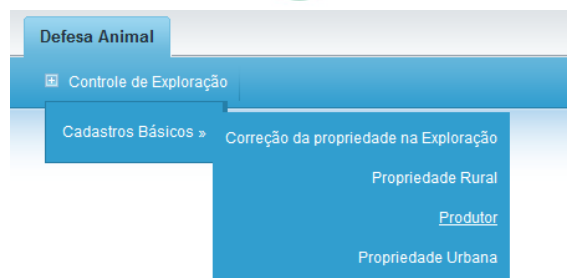 Defesa Animal
Controle de Exploração
Cadastros Básicos »
Correção da propriedade na Exploração
Propriedade Rural
Produtor
Propriedade Urbana